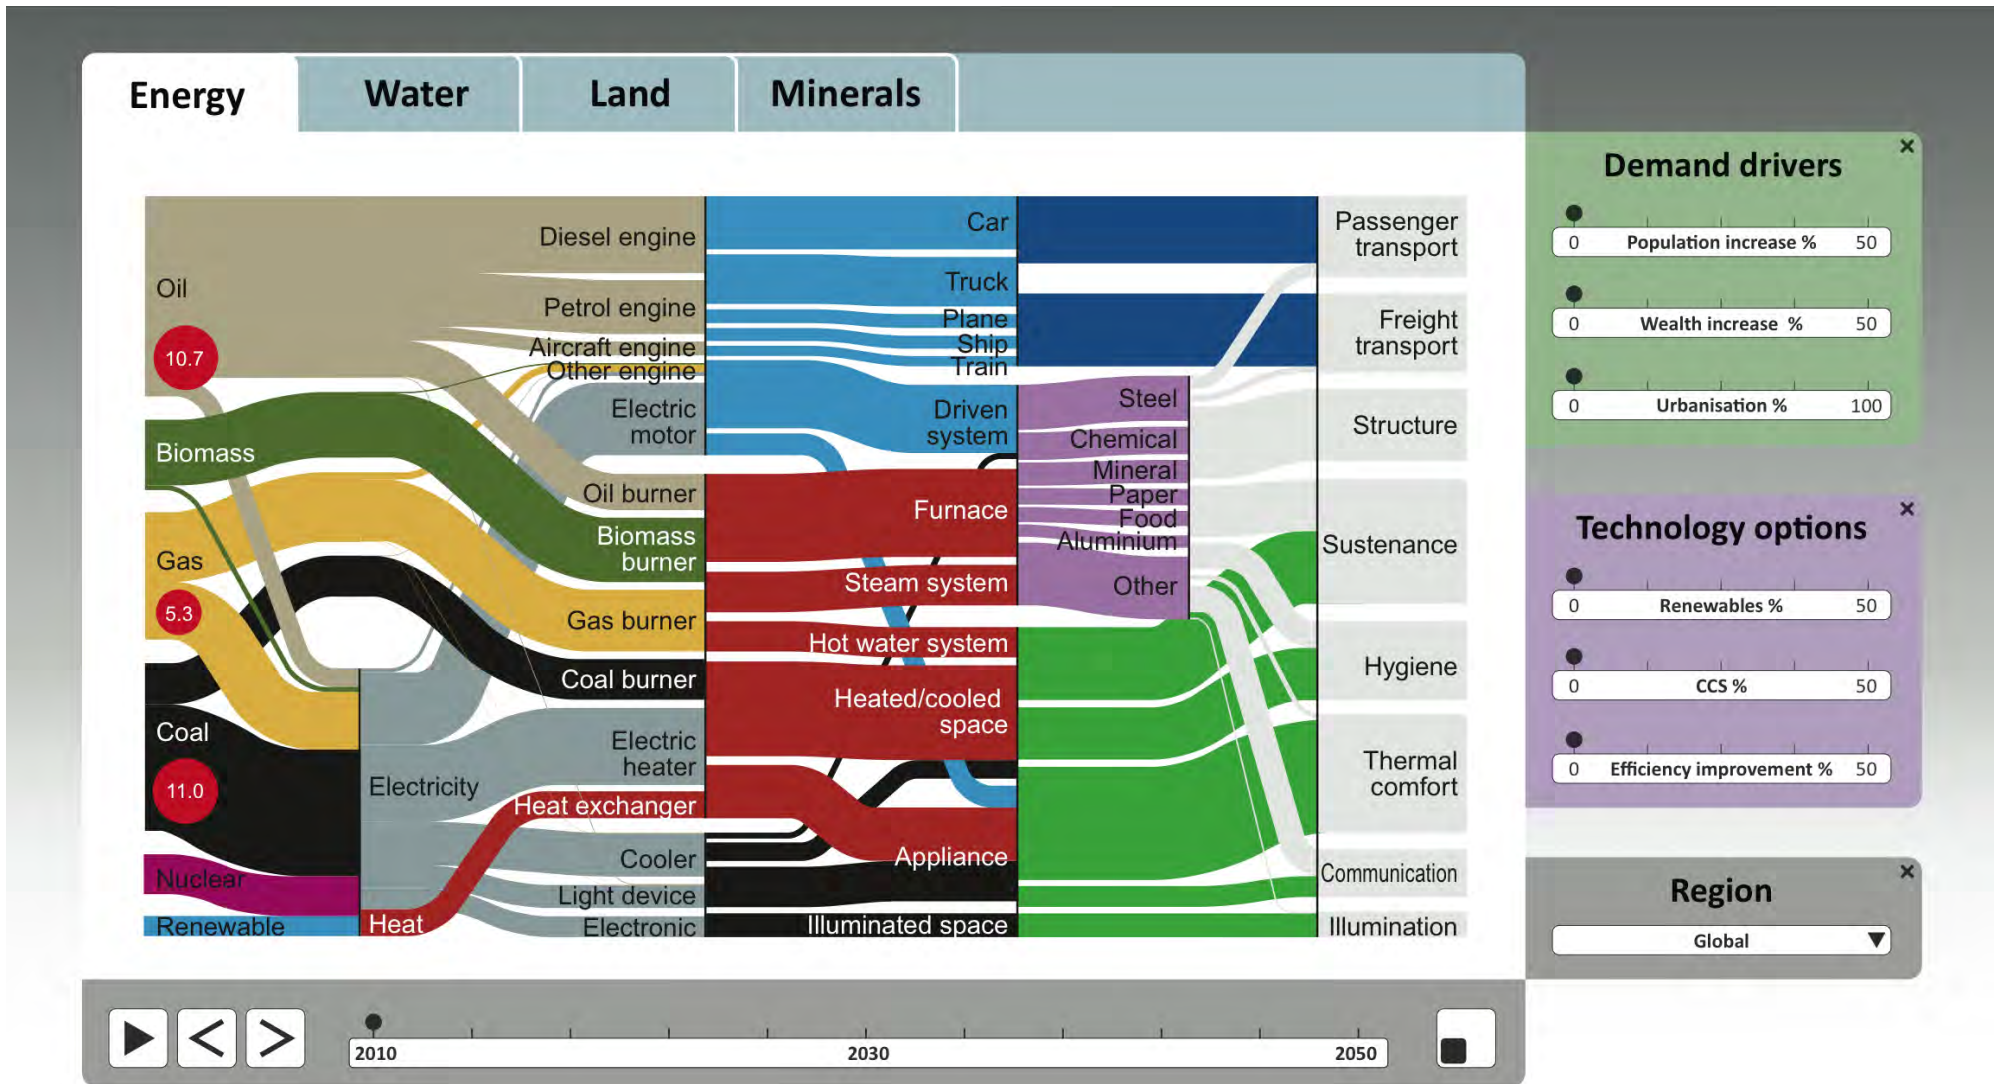 Energy
Water
Land
Minerals
Oil
10.7
Biomass
Gas
5.3
Coal
11.0
Nuclear
Renewable
Electricity
Heat
Diesel engine
Petrol engine
Aircraft engine
Other engine
Electric
motor
Oil burner
Biomass
burner
Gas burner
Coal burner
Electric
heater
Heat exchanger
Cooler
Light device
Electronic
Car
Truck
Plane
Ship
Train
Driven
system
Furnace
Steam system
Hot water system
Heated/cooled
space
Appliance
Illuminated space
Steel
Chemical
Mineral
Paper
Food
Aluminium
Other
Passenger
transport
Freight
transport
Structure
Sustenance
Hygiene
Thermal
comfort
Communication
Illumination
Demand drivers
0 Population increase % 50
0 Wealth increase % 50
0 Urbanisation % 100
Technology options
0 Renewables % 50
0 CCS % 50
0 Efficiency improvement % 50
Region
Global
2010 2030 2050